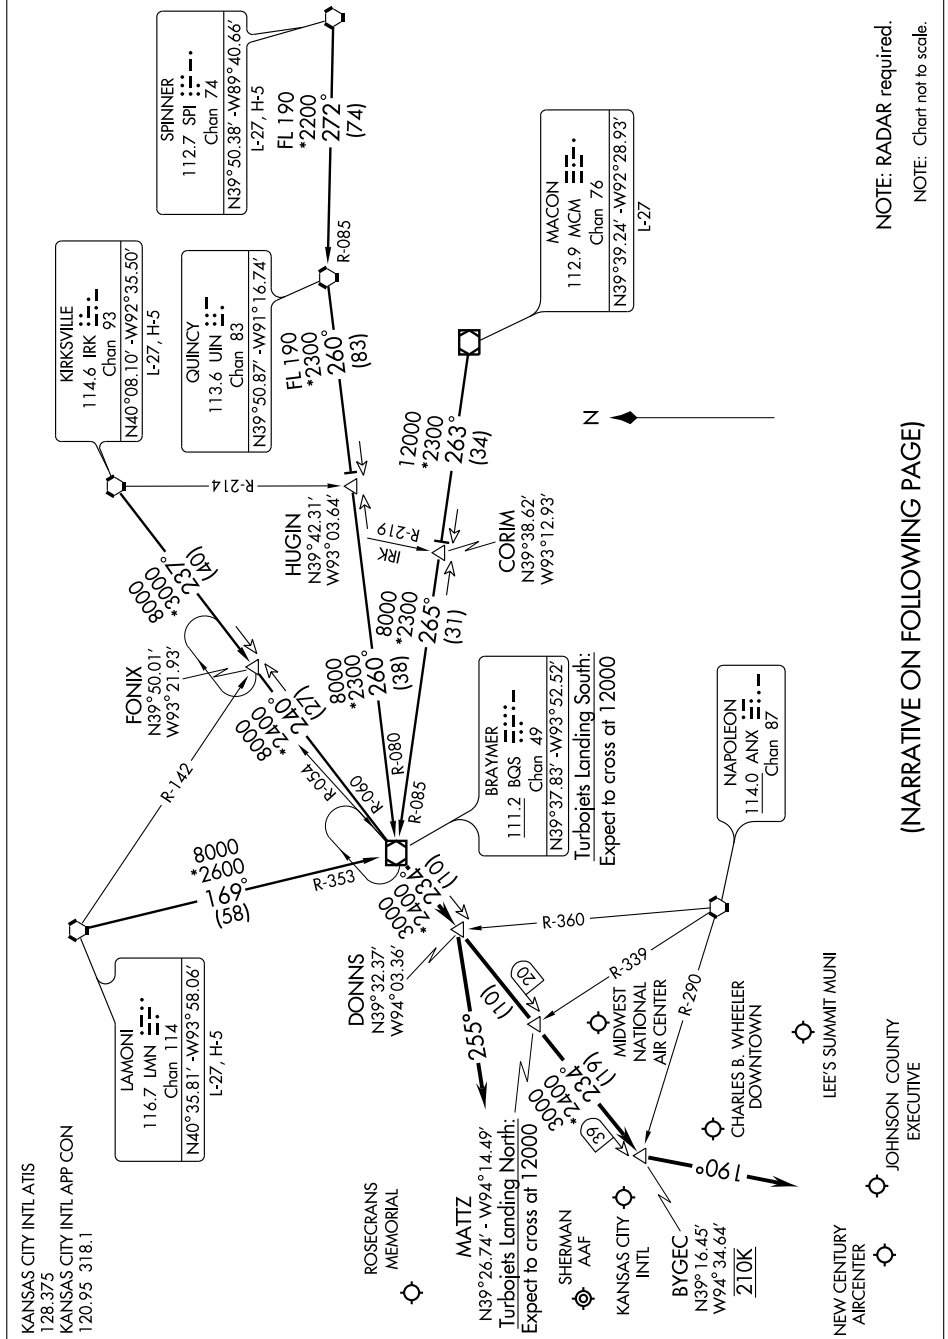 KANSAS CITY INTL ATIS
128.375
KANSAS CITY INTL APP CON
120.95 318.1
LAMONI
116.7 LMN
Chan 114
N40°35.81' -W93°58.06'
L-27, H-5
KIRKSVILLE
114.6 IRK
Chan 93
N40°08.10' -W92°35.50'
L-27, H-5
SPINNER
112.7 SPI
Chan 74
N39°50.38' -W89°40.66'
L-27, H-5
QUINCY
113.6 UIN
Chan 83
N39°50.87' -W91°16.74'
FL 190
*2200
272°
(74)
R-085
FL 190
*2300
260°
(83)
8000
*3000
237°
(40)
R-214
FONIX
N39°50.01'
W93°21.93'
HUGIN
N39°42.31'
W93°03.64'
R-142
8000
*2600
169°
(58)
R-353
8000
*2400
240°
(27)
R-054
R-060
8000
*2300
260°
(38)
R-080
IRK
R-219
12000
*2300
263°
(34)
MACON
112.9 MCM
Chan 76
N39°39.24' -W92°28.93'
L-27
CORIM
N39°38.62'
W93°12.93'
8000
*2300
265°
(31)
R-085
BRAYMER
111.2 BQS
Chan 49
N39°37.83' -W93°52.52'
Turbojets Landing South:
Expect to cross at 12000
N
DONNS
N39°32.37'
W94°03.36'
3000
*2400
234°
(10)
255°
(10)
20
R-360
R-339
R-290
NAPOLEON
114.0 ANX
Chan 87
ROSECRANS
MEMORIAL
MATTZ
N39°26.74' - W94°14.49'
Turbojets Landing North:
Expect to cross at 12000
3000
*2400
234°
(19)
39
MIDWEST
NATIONAL
AIR CENTER
SHERMAN
AAF
KANSAS CITY
INTL
BYGEC
N39°16.45'
W94°34.64'
210K
190°
CHARLES B. WHEELER
DOWNTOWN
LEE'S SUMMIT MUNI
JOHNSON COUNTY
EXECUTIVE
NEW CENTURY
AIRCENTER
NOTE: RADAR required.
NOTE: Chart not to scale.
(NARRATIVE ON FOLLOWING PAGE)